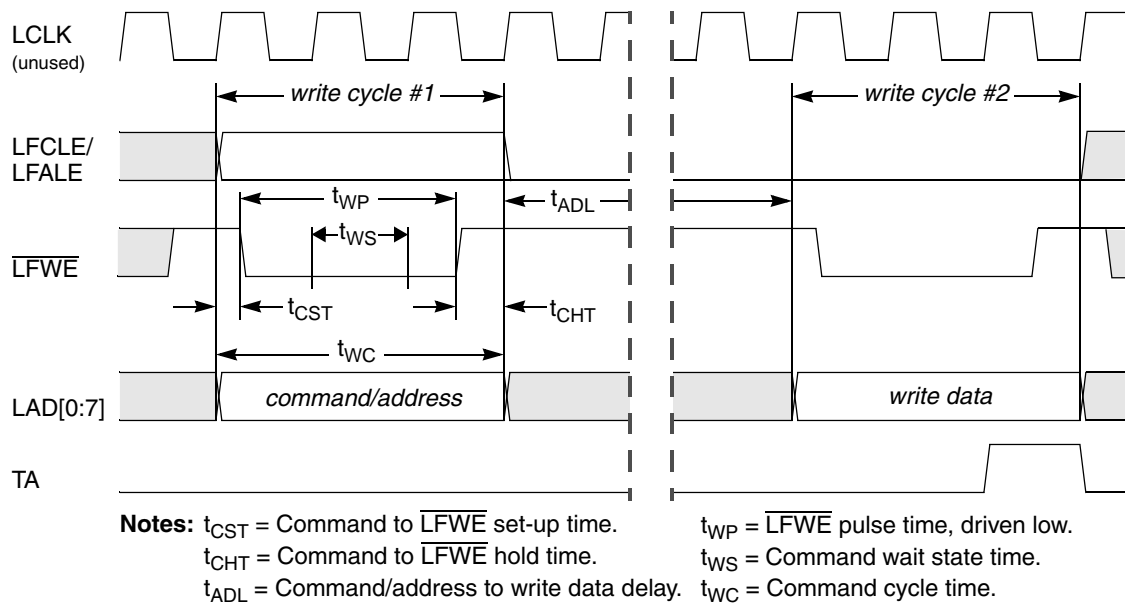 LCLK
(unused)
write cycle #1
write cycle #2
LFCLE/
LFALE
tWP
tADL
tWS
LFWE
tCST
tCHT
tWC
LAD[0:7]
command/address
write data
TA
Notes: tCST = Command to LFWE set-up time.
tWP = LFWE pulse time, driven low.
tCHT = Command to LFWE hold time.
tWS = Command wait state time.
tADL = Command/address to write data delay.
tWC = Command cycle time.